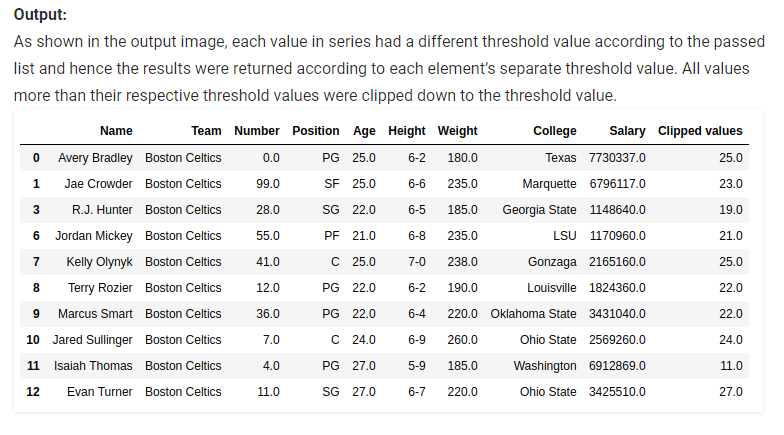 Output:
As shown in the output image, each value in series had a different threshold value according to the passed
list and hence the results were returned according to each element’s separate threshold value. All values
more than their respective threshold values were clipped down to the threshold value.
Name Team Number Position Age Height Weight College Salary Clipped values
0 Avery Bradley Boston Celtics 0.0 PG 25.0 6-2 180.0 Texas 7730337.0 25.0
1 Jae Crowder Boston Celtics 99.0 SF 25.0 6-6 235.0 Marquette 6796117.0 23.0
3 R.J. Hunter Boston Celtics 28.0 SG 22.0 6-5 185.0 Georgia State 1148640.0 19.0
6 Jordan Mickey Boston Celtics 55.0 PF 21.0 6-8 235.0 LSU 1170960.0 21.0
7 Kelly Olynyk Boston Celtics 41.0 C 25.0 7-0 238.0 Gonzaga 2165160.0 25.0
8 Terry Rozier Boston Celtics 12.0 PG 22.0 6-2 190.0 Louisville 1824360.0 22.0
9 Marcus Smart Boston Celtics 36.0 PG 22.0 6-4 220.0 Oklahoma State 3431040.0 22.0
10 Jared Sullinger Boston Celtics 7.0 C 24.0 6-9 260.0 Ohio State 2569260.0 24.0
11 Isaiah Thomas Boston Celtics 4.0 PG 27.0 5-9 185.0 Washington 6912869.0 11.0
12 Evan Turner Boston Celtics 11.0 SG 27.0 6-7 220.0 Ohio State 3425510.0 27.0